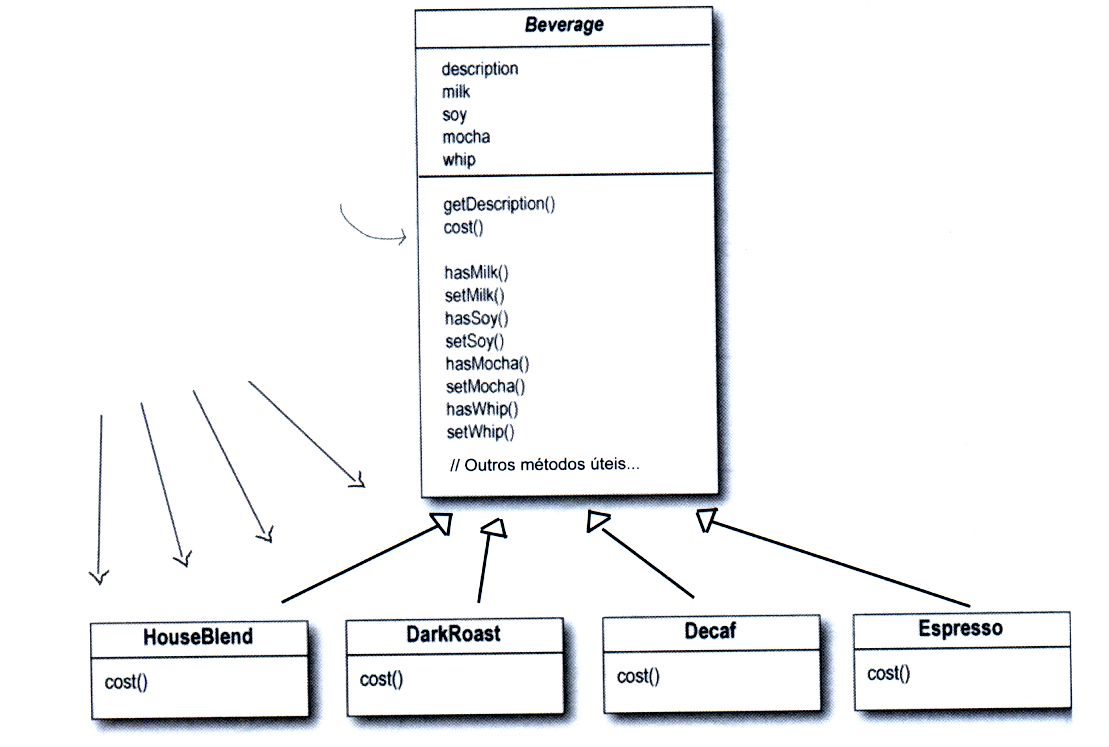 Beverage
description
milk
soy
mocha
whip
getDescription()
cost()
hasMilk()
setMilk()
hasSoy()
setSoy()
hasMocha()
setMocha()
hasWhip()
setWhip()
// Outros métodos úteis...
HouseBlend
cost()
DarkRoast
cost()
Decaf
cost()
Espresso
cost()